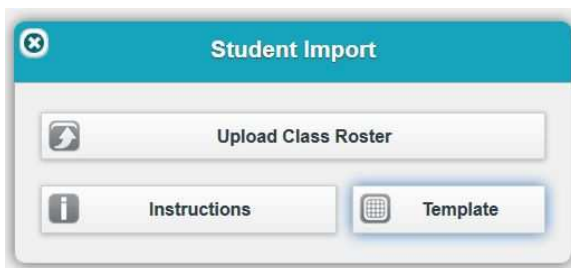 Student Import
Upload Class Roster
Instructions
Template